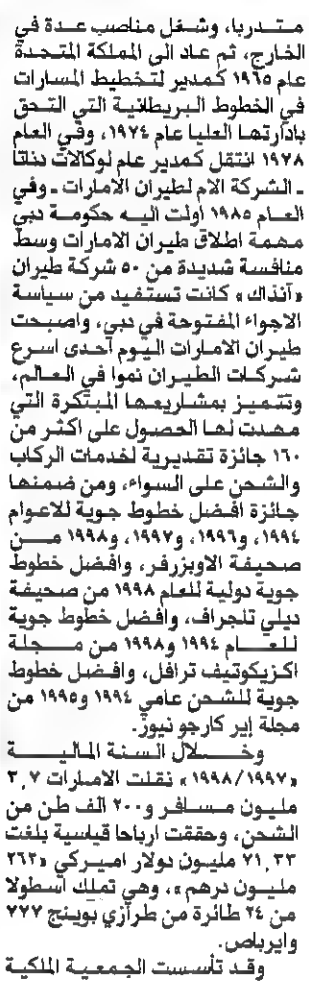 متدربا، وشغل مناصب عدة في
الخارج، ثم عاد الى المملكة المتحدة
عام ١٩٦٥ كمدير لتخطيط المسارات
في الخطوط البريطانية التي التحق
بادارتها العليا عام ١٩٧٤، وفي العام
١٩٧٨ انتقل كمدير عام لوكالات دناتا
- الشركة الام لطيران الامارات - وفي
العام ١٩٨٥ اولت اليه حكومة دبي
مهمة اطلاق طيران الامارات وسط
منافسة شديدة من ٥٠ شركة طيران
«آنذاك» كانت تستفيد من سياسة
الاجواء المفتوحة في دبي، واصبحت
طيران الامارات اليوم احدى اسرع
شركات الطيران نموا في العالم،
وتتميز بمشاريعها المبتكرة التي
مهدت لها الحصول على اكثر من
١٦٠ جائزة تقديرية لخدمات الركاب
والشحن على السواء، ومن ضمنها
جائزة افضل خطوط جوية للاعوام
١٩٩٤، و١٩٩٦، و١٩٩٧، و١٩٩٨ من
صحيفة الاوبزرفر، وافضل خطوط
جوية دولية للعام ١٩٩٨ من صحيفة
ديلي تلجراف، وافضل خطوط جوية
للعام ١٩٩٤ و١٩٩٨ من مجلة
اكزيكوتيف ترافل، وافضل خطوط
جوية للشحن عامي ١٩٩٤ و١٩٩٥ من
مجلة إير كارجو نيوز.
وخلال السنة المالية
«١٩٩٨/١٩٩٧» نقلت الامارات ٣,٧
مليون مسافر و٢٠٠ الف طن من
الشحن، وحققت ارباحا قياسية بلغت
٧١,٣٣ مليون دولار اميركي «٢٦٢
مليون درهم»، وهي تملك اسطولا
من ٢٤ طائرة من طرازي بوينج ٧٧٧
وايرباص.
وقد تأسست الجمعية الملكية